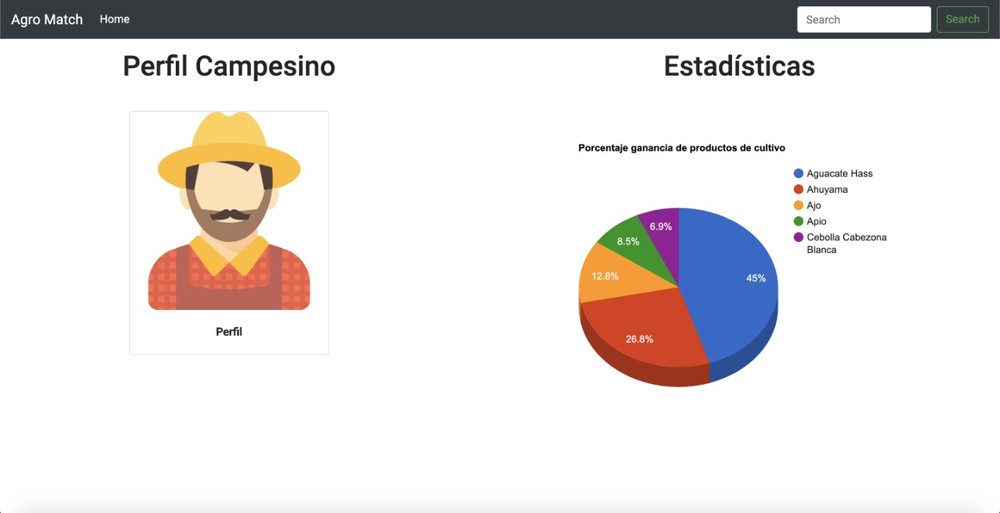 Agro Match Home Search Search
Perfil Campesino
Perfil
Estadísticas
Porcentaje ganancia de productos de cultivo
Aguacate Hass
Ahuyama
Ajo
Apio
Cebolla Cabezona
Blanca
6.9%
8.5%
12.8%
45%
26.8%